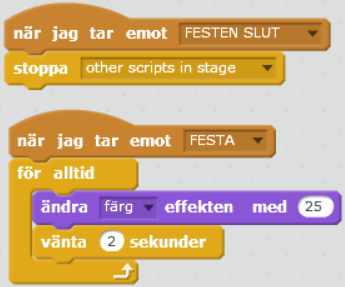 när jag tar emot FESTEN SLUT
stoppa other scripts in stage
när jag tar emot FESTA
för alltid
ändra färg effekten med 25
vänta 2 sekunder